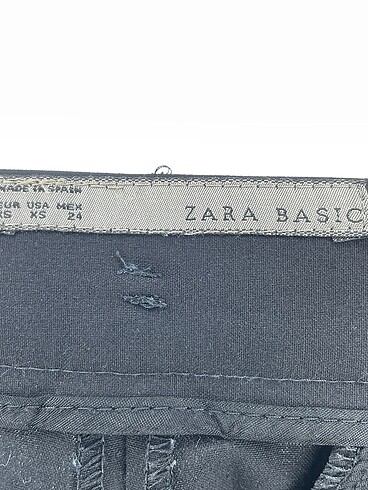 MADE IN SPAIN
EUR USA MEX
XS XS 24
ZARA BASIC